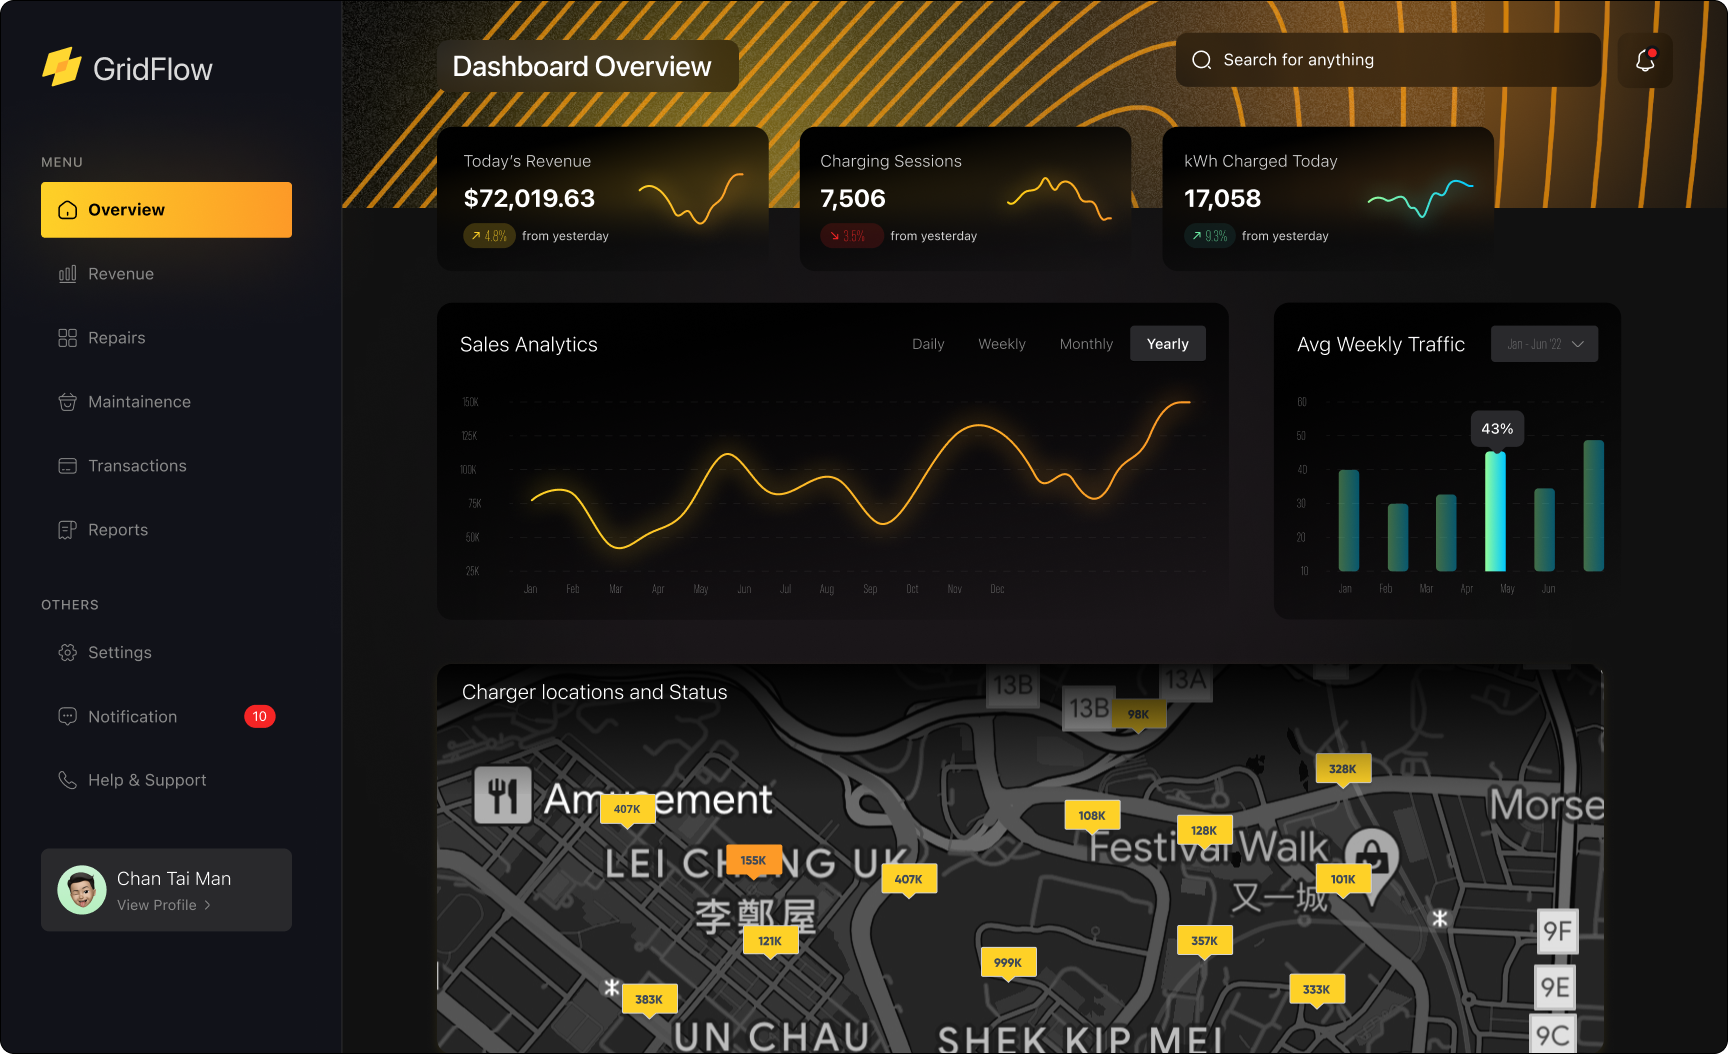 GridFlow
MENU
Overview
Revenue
Repairs
Maintainence
Transactions
Reports
OTHERS
Settings
Notification 10
Help & Support
Chan Tai Man
View Profile
Dashboard Overview
Search for anything
Today's Revenue
$72,019.63
4.8% from yesterday
Charging Sessions
7,506
3.5% from yesterday
kWh Charged Today
17,058
9.3% from yesterday
Sales Analytics
Daily Weekly Monthly Yearly
150K
125K
100K
75K
50K
25K
Jan Feb Mar Apr May Jun Jul Aug Sep Oct Nov Dec
Avg Weekly Traffic
Jan - Jun '22
60
50
40
30
20
10
43%
Jan Feb Mar Apr May Jun
Charger locations and Status
13B
13A
13B
98K
328K
Amusement
407K
108K
128K
Morse
Festival Walk
LEI CHENG UK
155K
407K
101K
又一城
李鄭屋
121K
357K
9F
999K
383K
333K
9E
UN CHAU
SHEK KIP MEI
9C